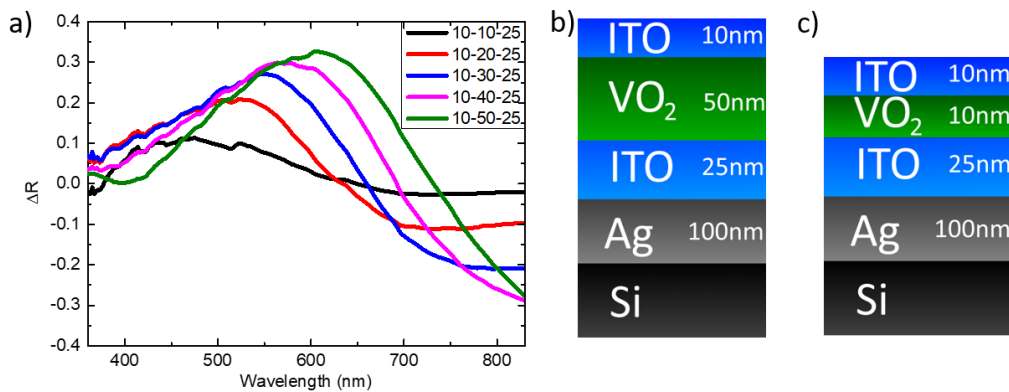 a)
0.4
0.3
0.2
0.1
0.0
-0.1
-0.2
-0.3
-0.4
ΔR
400
500
600
700
800
Wavelength (nm)
10-10-25
10-20-25
10-30-25
10-40-25
10-50-25
b)
ITO 10nm
VO₂ 50nm
ITO 25nm
Ag 100nm
Si
c)
ITO 10nm
VO₂ 10nm
ITO 25nm
Ag 100nm
Si